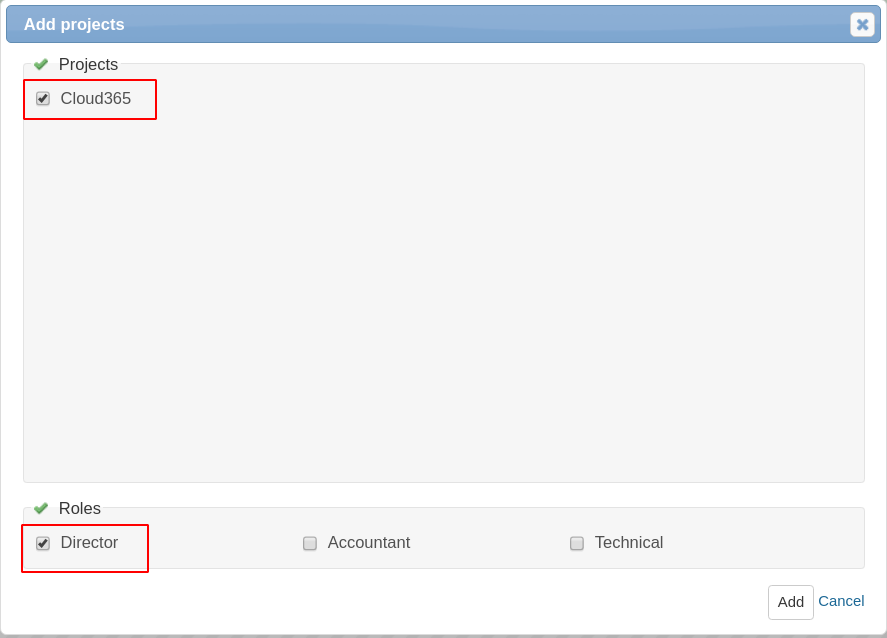 Add projects
Projects
Cloud365
Roles
Director Accountant Technical
Add Cancel